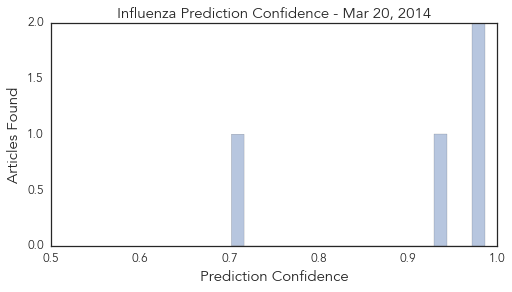 Influenza Prediction Confidence - Mar 20, 2014
2.0
1.5
1.0
0.5
0.0
Articles Found
0.5 0.6 0.7 0.8 0.9 1.0
Prediction Confidence